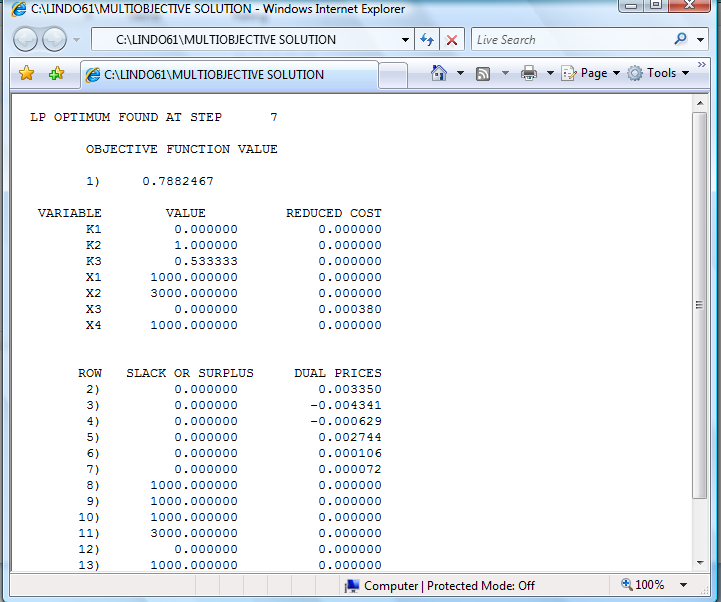 C:\LINDO61\MULTIOBJECTIVE SOLUTION - Windows Internet Explorer
C:\LINDO61\MULTIOBJECTIVE SOLUTION Live Search
C:\LINDO61\MULTIOBJECTIVE SOLUTION Page Tools »
LP OPTIMUM FOUND AT STEP 7
OBJECTIVE FUNCTION VALUE
1) 0.7882467
VARIABLE VALUE REDUCED COST
K1 0.000000 0.000000
K2 1.000000 0.000000
K3 0.533333 0.000000
X1 1000.000000 0.000000
X2 3000.000000 0.000000
X3 0.000000 0.000380
X4 1000.000000 0.000000
ROW SLACK OR SURPLUS DUAL PRICES
2) 0.000000 0.003350
3) 0.000000 -0.004341
4) 0.000000 -0.000629
5) 0.000000 0.002744
6) 0.000000 0.000106
7) 0.000000 0.000072
8) 1000.000000 0.000000
9) 1000.000000 0.000000
10) 1000.000000 0.000000
11) 3000.000000 0.000000
12) 0.000000 0.000000
13) 1000.000000 0.000000
Computer | Protected Mode: Off 100%